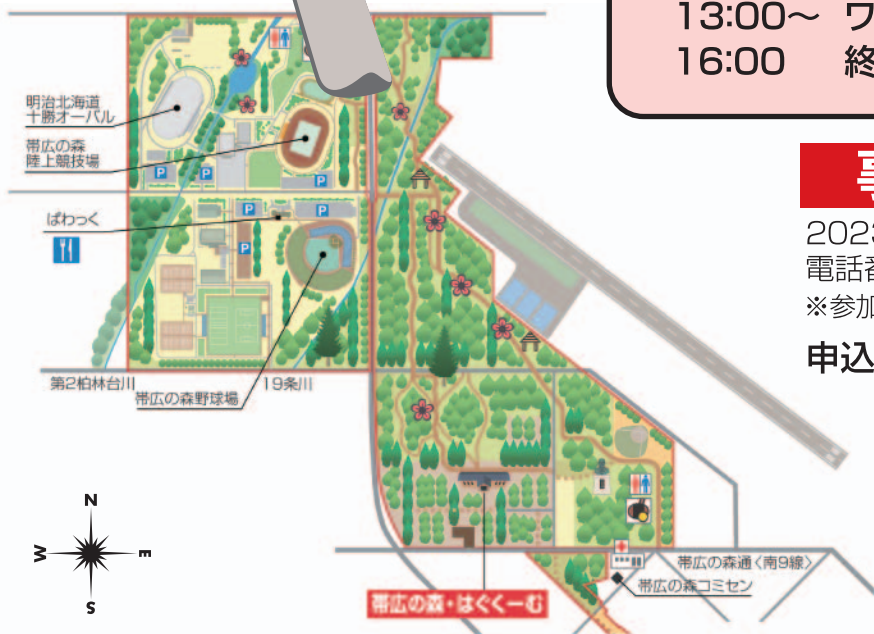 13:00～ ワ
16:00 終
明治北海道
十勝オーバル
帯広の森
陸上競技場
P
P
P
ぱわっく
P
P
P
2023
電話番
※参加
申込
第2柏林台川
19条川
帯広の森野球場
N
W
E
S
帯広の森通〈南9線〉
帯広の森コミセン
帯広の森・はぐくーむ